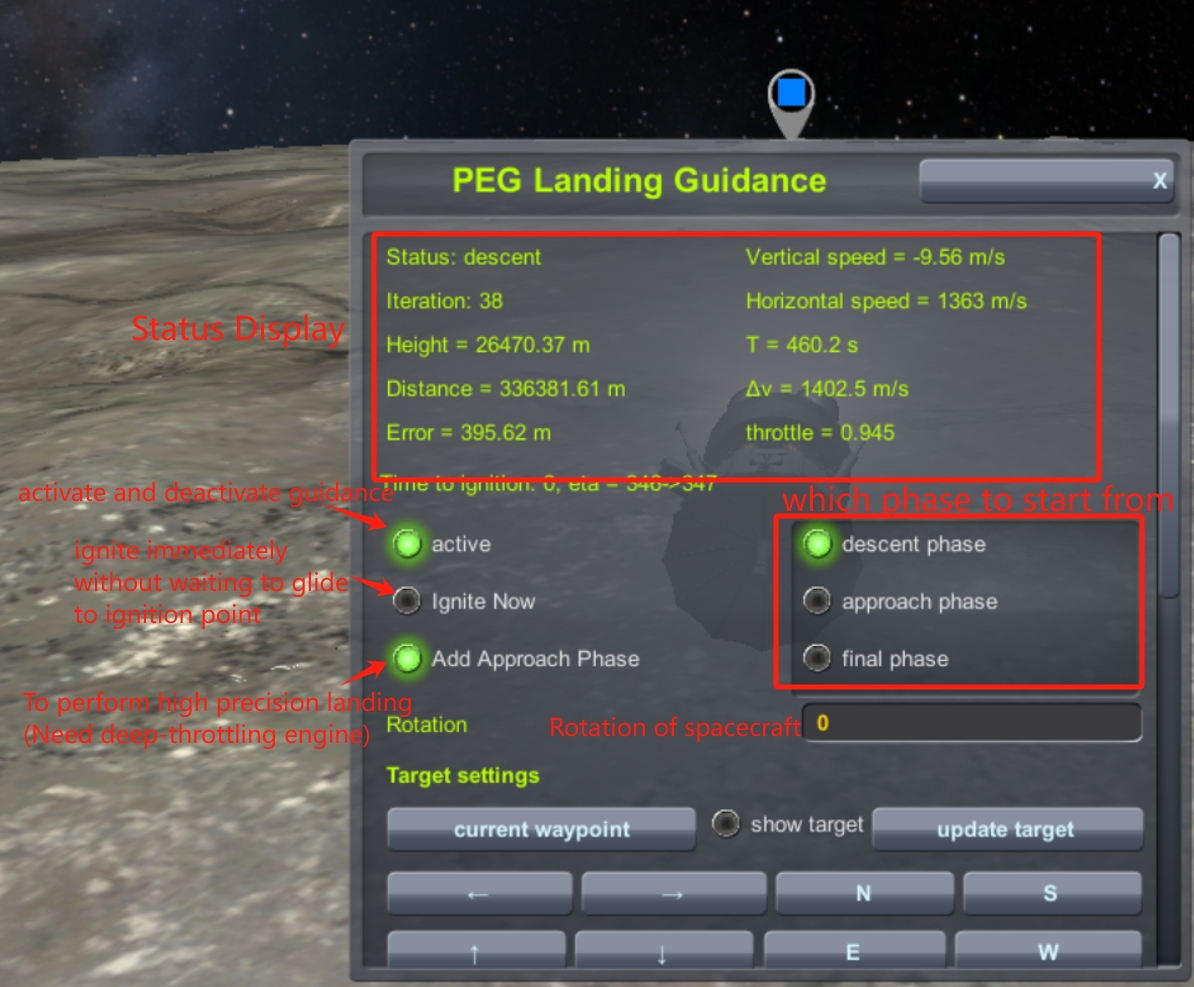 PEG Landing Guidance
X
Status: descent
Vertical speed = -9.56 m/s
Iteration: 38
Horizontal speed = 1363 m/s
Status Display
Height = 26470.37 m
T = 460.2 s
Distance = 336381.61 m
Δv = 1402.5 m/s
Error = 395.62 m
throttle = 0.945
Time to ignition: 0, eta = 346->347
activate and deactivate guidance
which phase to start from
active
descent phase
ignite immediately
without waiting to glide
to ignition point
Ignite Now
approach phase
Add Approach Phase
final phase
To perform high precision landing
(Need deep-throttling engine)
Rotation
Rotation of spacecraft
0
Target settings
current waypoint
show target
update target
←
→
N
S
↑
↓
E
W